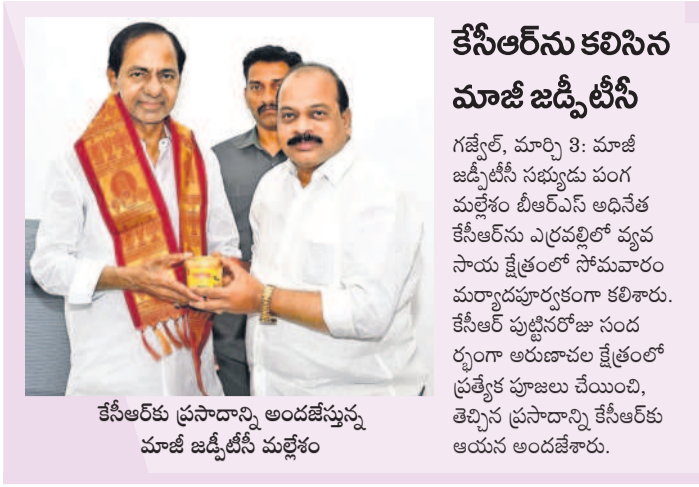 కేసీఆర్‌ను కలిసిన
మాజీ జడ్పీటీసీ
గజ్వేల్, మార్చి 3: మాజీ
జడ్పీటీసీ సభ్యుడు పంగ
మల్లేశం బీఆర్ఎస్ అధినేత
కేసీఆర్‌ను ఎర్రవల్లిలో వ్యవ
సాయ క్షేత్రంలో సోమవారం
మర్యాదపూర్వకంగా కలిశారు.
కేసీఆర్ పుట్టినరోజు సంద
ర్భంగా అరుణాచల క్షేత్రంలో
ప్రత్యేక పూజలు చేయించి,
తెచ్చిన ప్రసాదాన్ని కేసీఆర్‌కు
ఆయన అందజేశారు.
కేసీఆర్‌కు ప్రసాదాన్ని అందజేస్తున్న
మాజీ జడ్పీటీసీ మల్లేశం